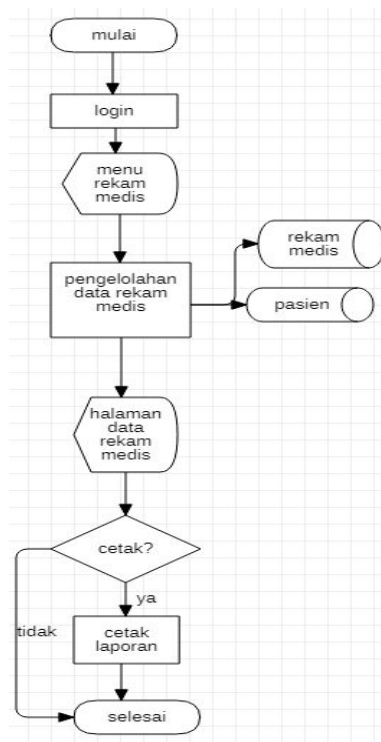 mulai
login
menu
rekam
medis
pengelolahan
data rekam
medis
rekam
medis
pasien
halaman
data
rekam
medis
cetak?
ya
tidak
cetak
laporan
selesai